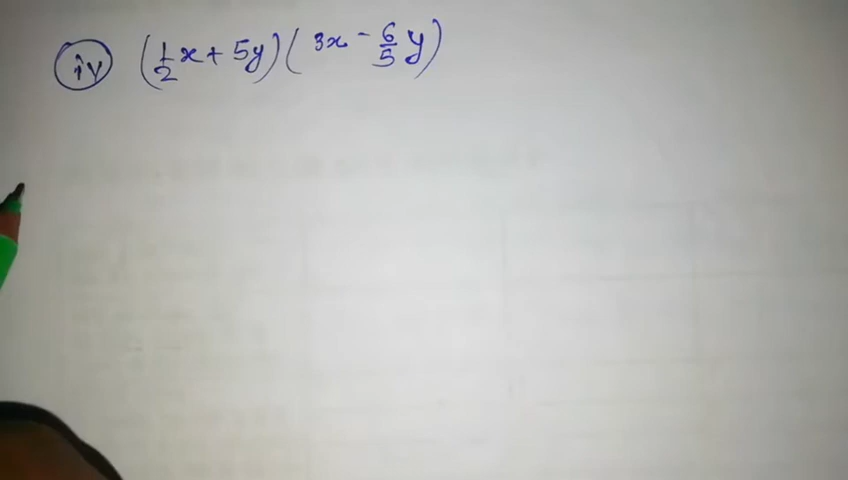 iv (1/2 x + 5y) (3x - 6/5 y)